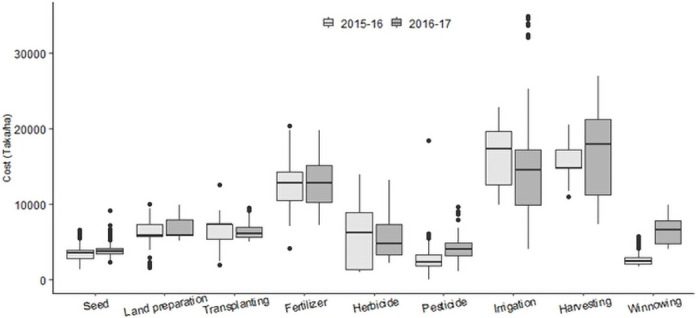 2015-16 2016-17
Cost (Taka/ha)
30000
20000
10000
0
Seed Land preparation Transplanting Fertilizer Herbicide Pesticide Irrigation Harvesting Winnowing